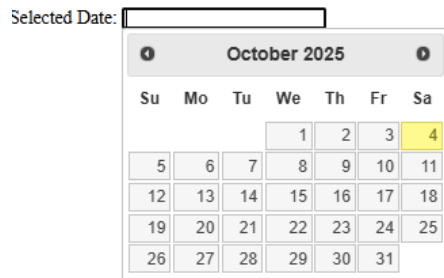 Selected Date:
October 2025
Su Mo Tu We Th Fr Sa
1 2 3 4
5 6 7 8 9 10 11
12 13 14 15 16 17 18
19 20 21 22 23 24 25
26 27 28 29 30 31